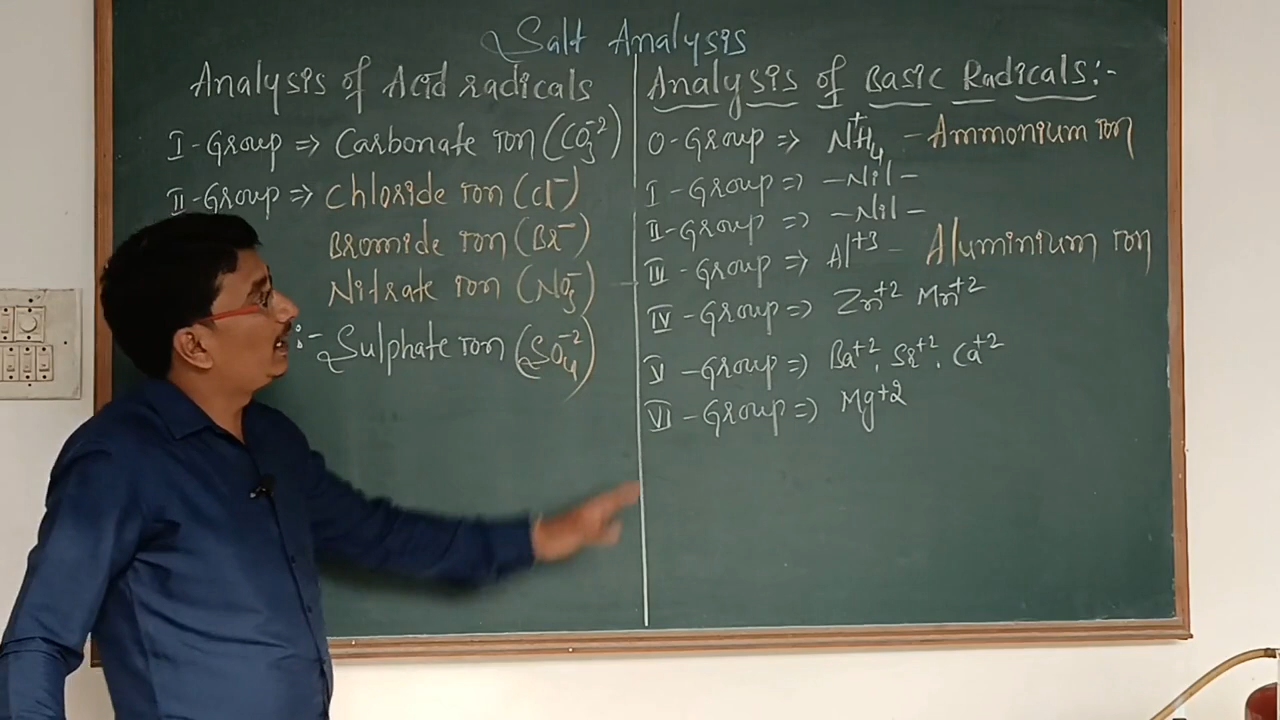 Salt Analysis
Analysis of Acid radicals
I-Group => Carbonate ion (CO₃⁻²)
II-Group => Chloride ion (Cl⁻)
Bromide ion (Br⁻)
Nitrate ion (NO₃⁻)
:- Sulphate ion (SO₄⁻²)
Analysis of Basic Radicals:-
O-Group => NH₄⁺ - Ammonium ion
I-Group => -Nil-
II-Group => -Nil-
III-Group => Al⁺³ - Aluminium ion
IV-Group => Zn⁺² Mn⁺²
V-Group => Ba⁺², Sr⁺², Ca⁺²
VI-Group => Mg+2